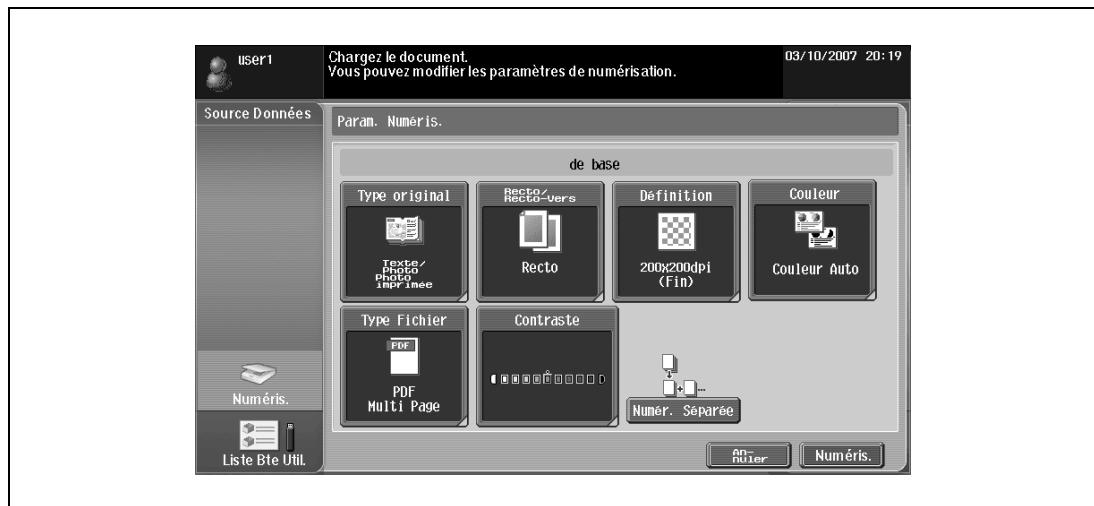 user1
Chargez le document.
Vous pouvez modifier les paramètres de numérisation.
03/10/2007 20:19
Source Données
Param. Numéris.
de base
Type original
Texte/
Photo
Photo
imprimée
Recto/
Recto-Vers
Recto
Définition
200x200dpi
(Fin)
Couleur
Couleur Auto
Type Fichier
PDF
PDF
Multi Page
Contraste
Numér. Séparée
Numéris.
Liste Bte Util.
An-
nuler
Numéris.